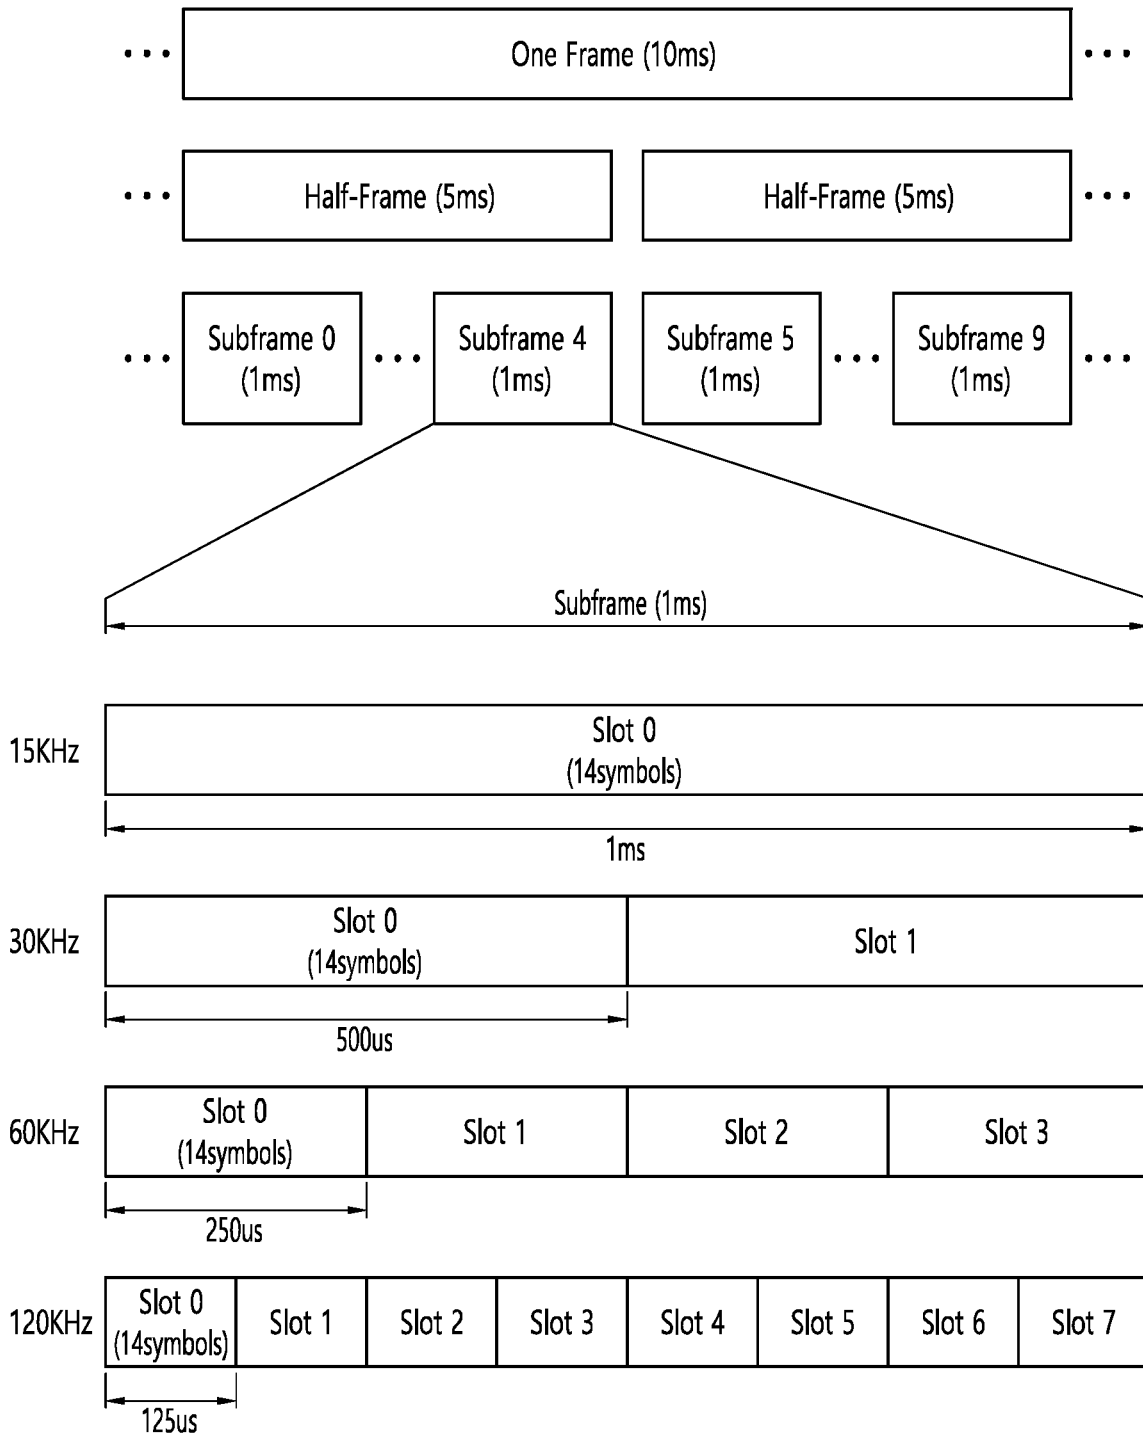 ... One Frame (10ms) ...
... Half-Frame (5ms) Half-Frame (5ms) ...
... Subframe 0 ... Subframe 4 Subframe 5 ... Subframe 9 ...
(1ms) (1ms) (1ms) (1ms)
Subframe (1ms)
15KHz
Slot 0
(14symbols)
1ms
30KHz
Slot 0
(14symbols)
Slot 1
500us
60KHz
Slot 0
(14symbols)
Slot 1
Slot 2
Slot 3
250us
120KHz
Slot 0
(14symbols)
Slot 1
Slot 2
Slot 3
Slot 4
Slot 5
Slot 6
Slot 7
125us